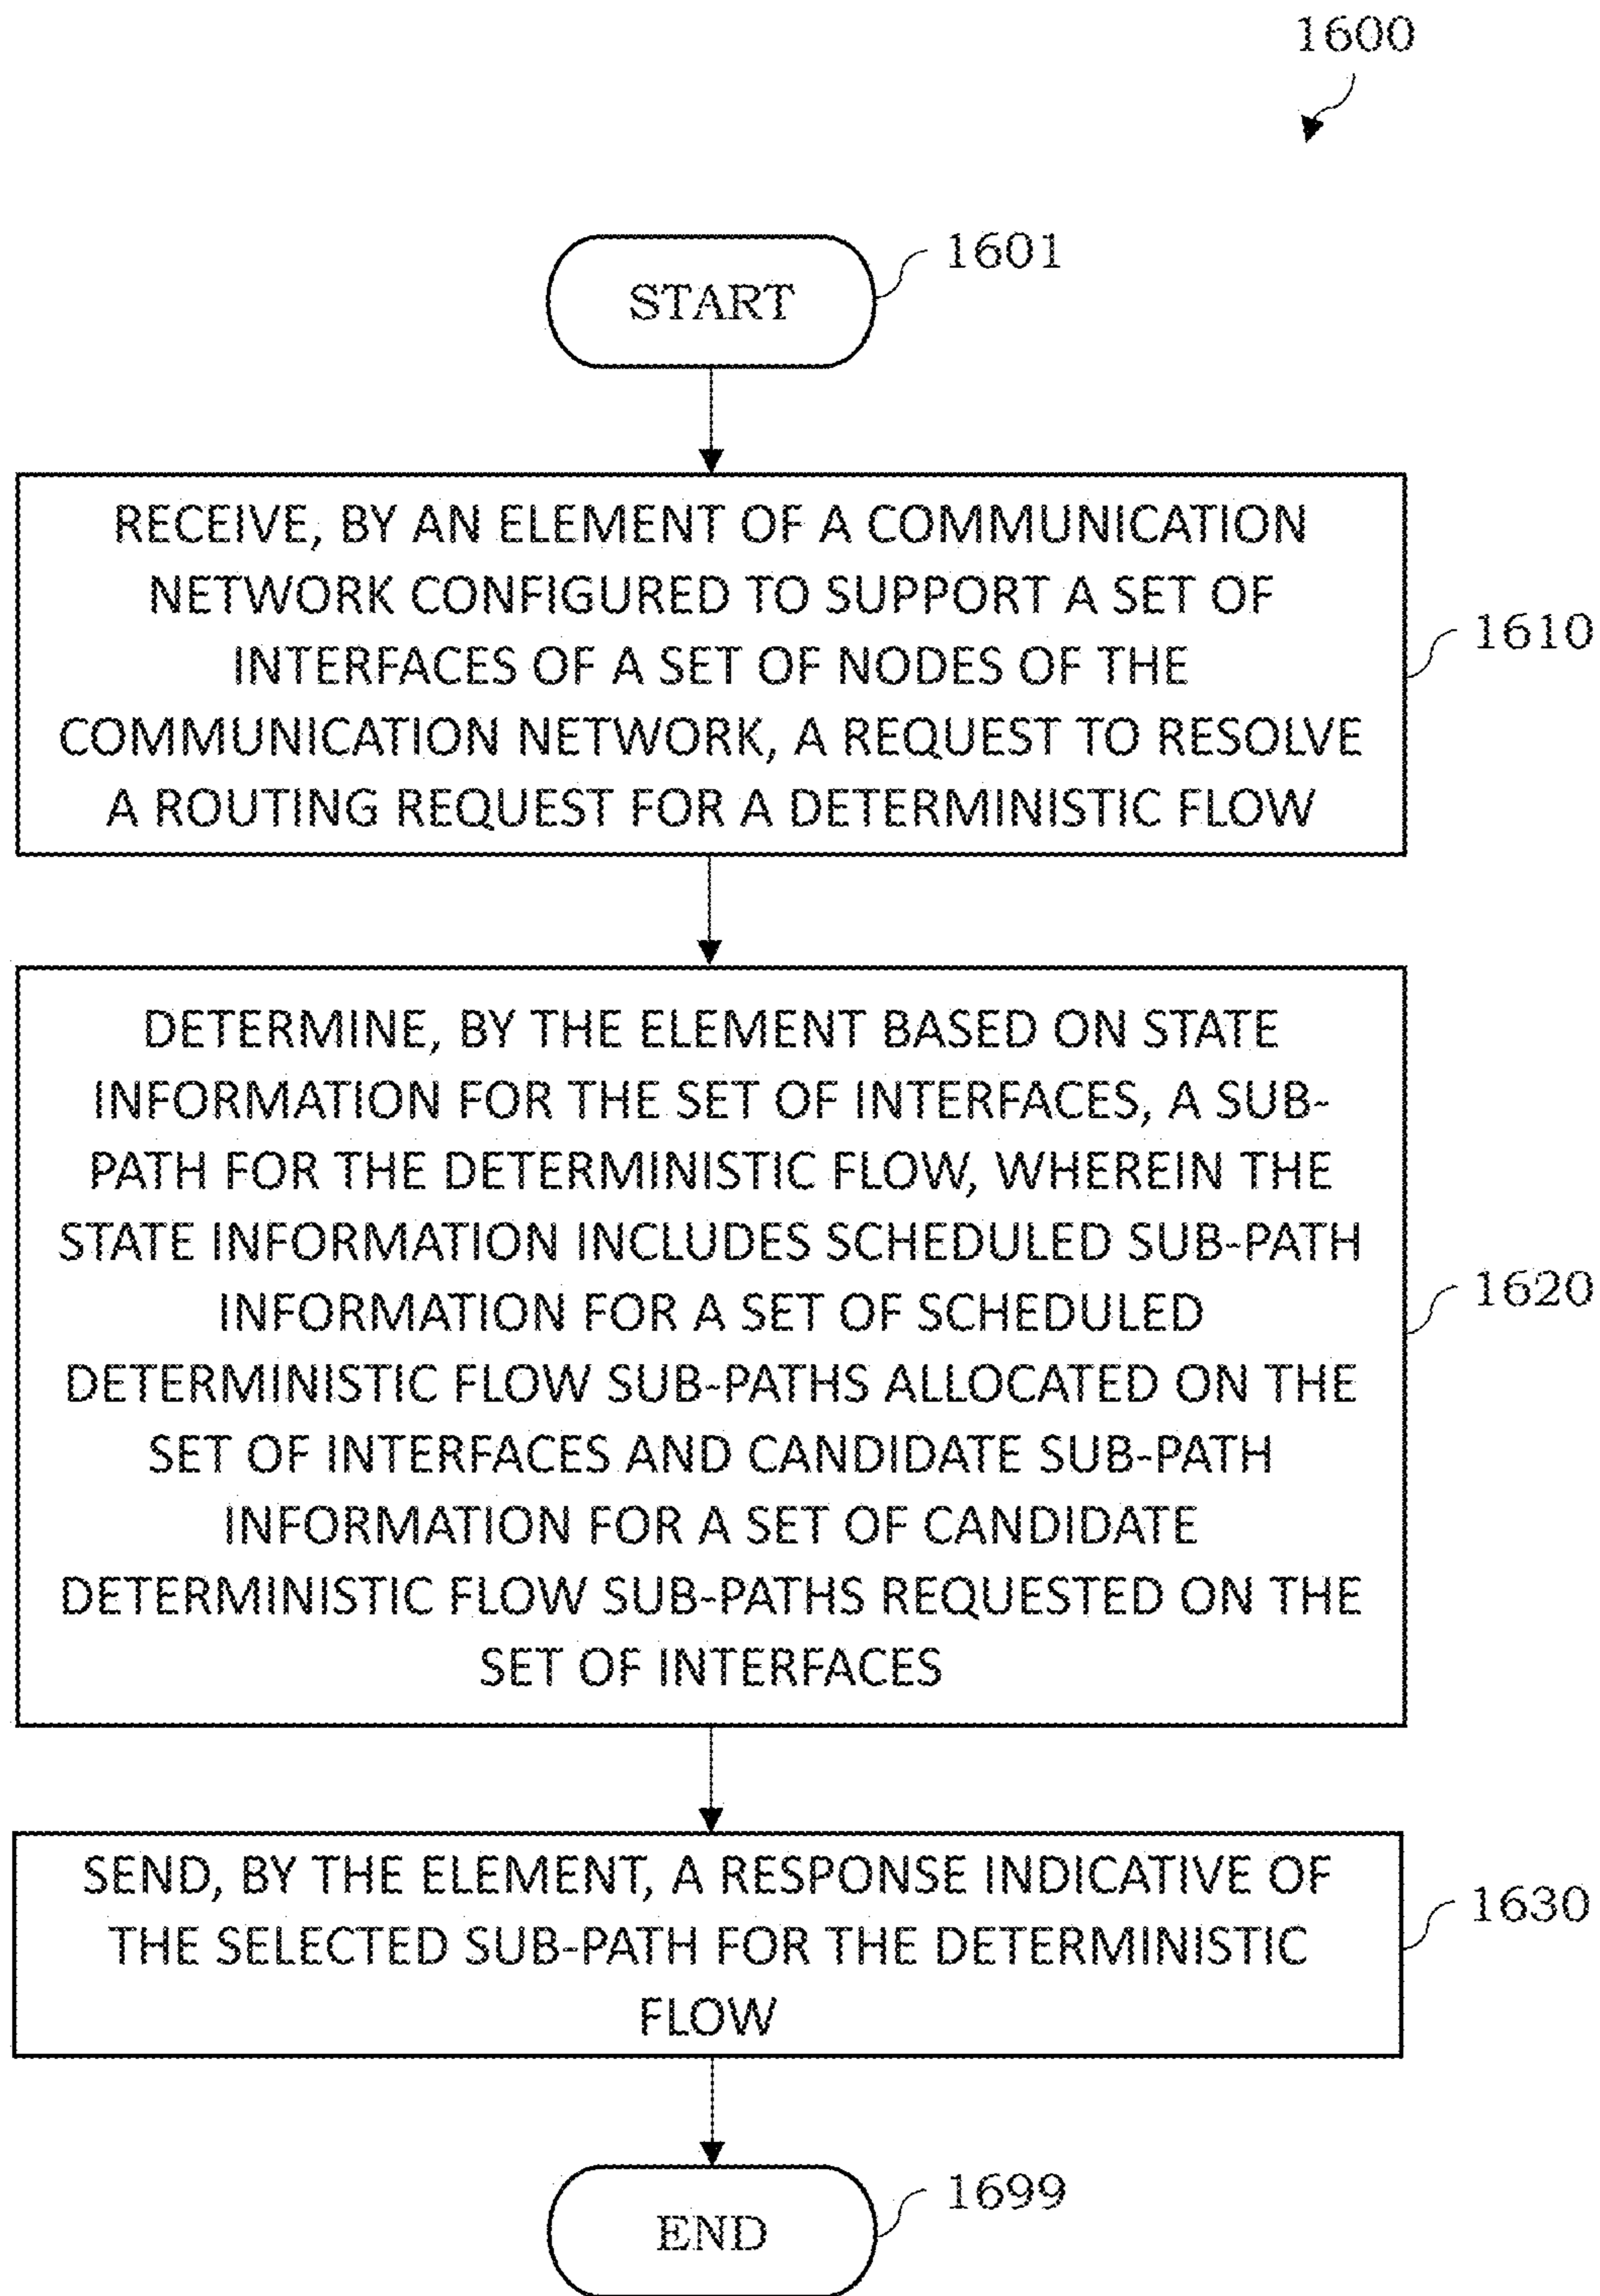 1600
1601
START
RECEIVE, BY AN ELEMENT OF A COMMUNICATION
NETWORK CONFIGURED TO SUPPORT A SET OF
INTERFACES OF A SET OF NODES OF THE
COMMUNICATION NETWORK, A REQUEST TO RESOLVE
A ROUTING REQUEST FOR A DETERMINISTIC FLOW
1610
DETERMINE, BY THE ELEMENT BASED ON STATE
INFORMATION FOR THE SET OF INTERFACES, A SUB-
PATH FOR THE DETERMINISTIC FLOW, WHEREIN THE
STATE INFORMATION INCLUDES SCHEDULED SUB-PATH
INFORMATION FOR A SET OF SCHEDULED
DETERMINISTIC FLOW SUB-PATHS ALLOCATED ON THE
SET OF INTERFACES AND CANDIDATE SUB-PATH
INFORMATION FOR A SET OF CANDIDATE
DETERMINISTIC FLOW SUB-PATHS REQUESTED ON THE
SET OF INTERFACES
1620
SEND, BY THE ELEMENT, A RESPONSE INDICATIVE OF
THE SELECTED SUB-PATH FOR THE DETERMINISTIC
FLOW
1630
1699
END